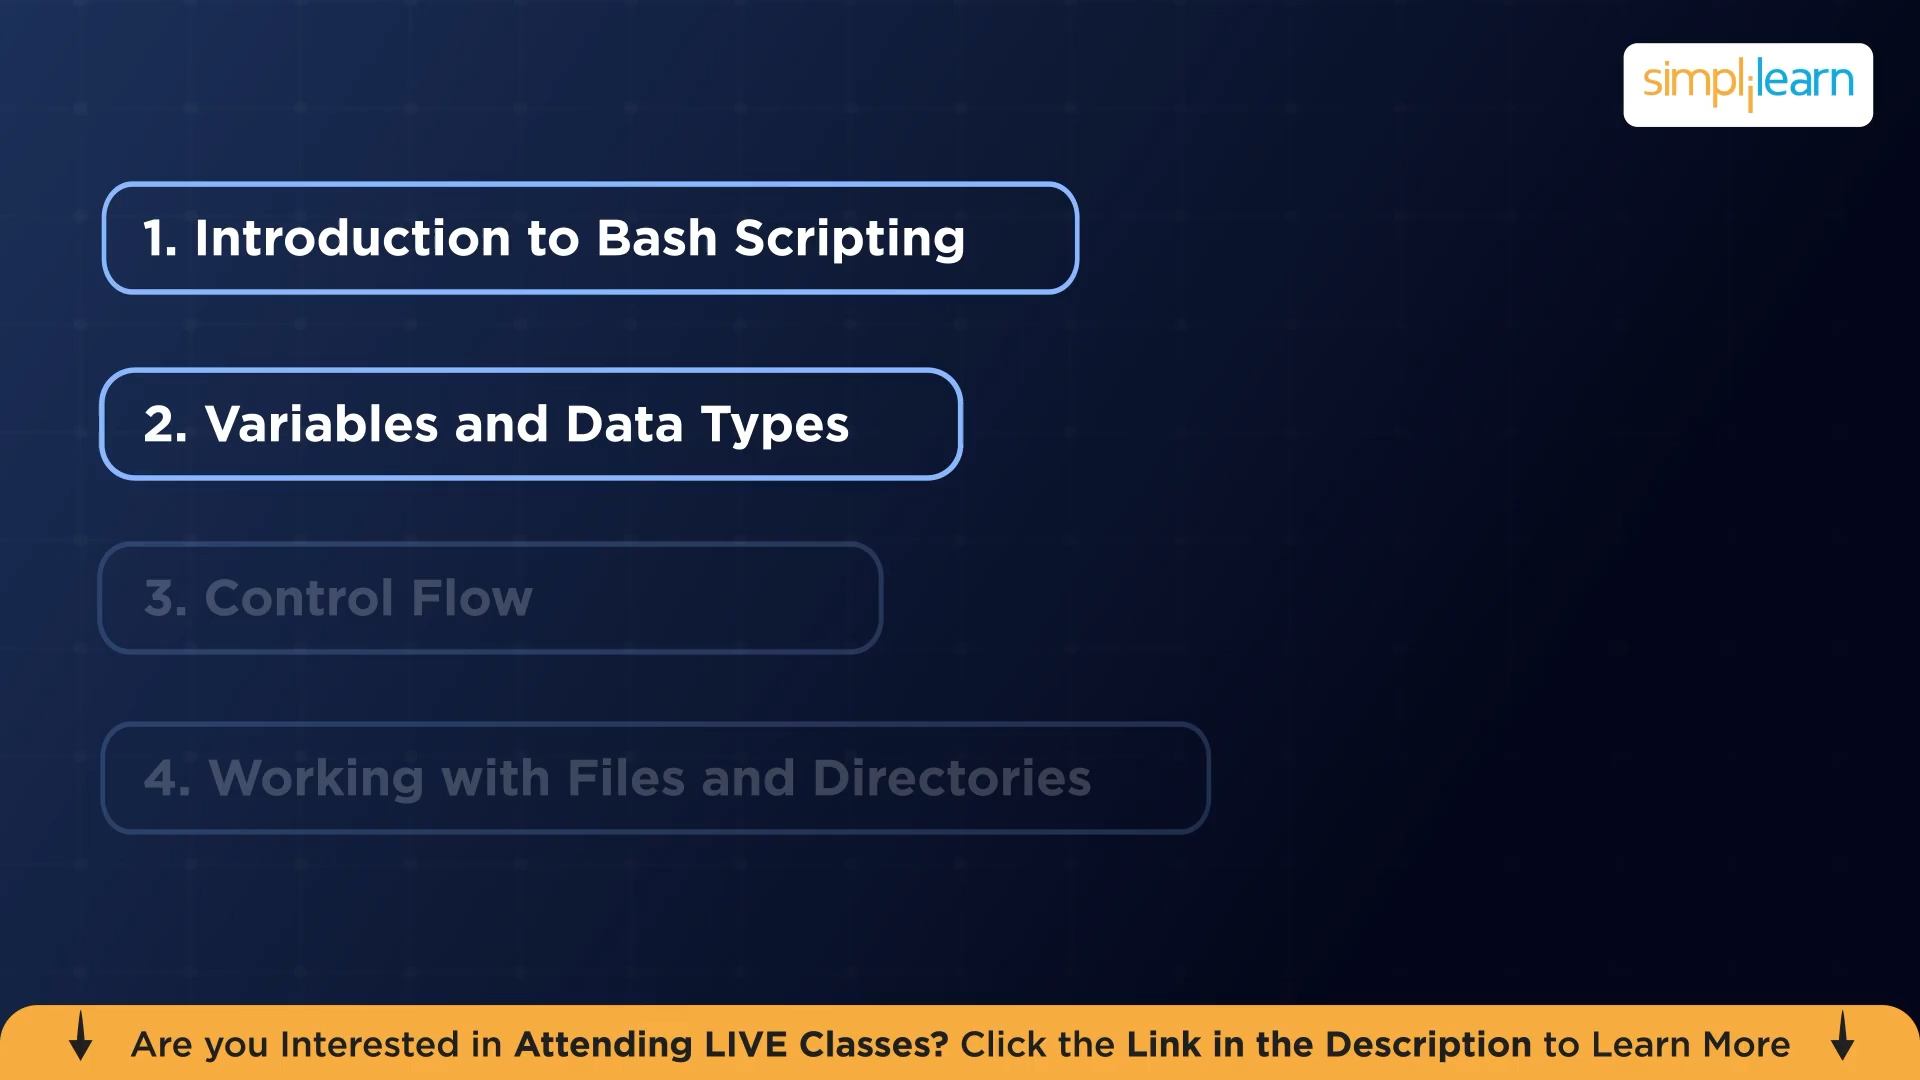 simplilearn
1. Introduction to Bash Scripting
2. Variables and Data Types
3. Control Flow
4. Working with Files and Directories
Are you Interested in Attending LIVE Classes? Click the Link in the Description to Learn More